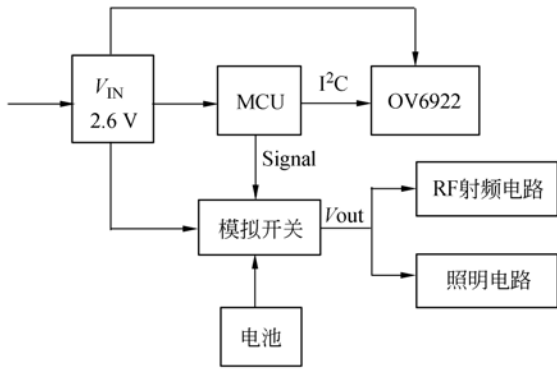 V_IN
2.6 V
MCU
I²C
OV6922
Signal
模拟开关
Vout
RF射频电路
照明电路
电池